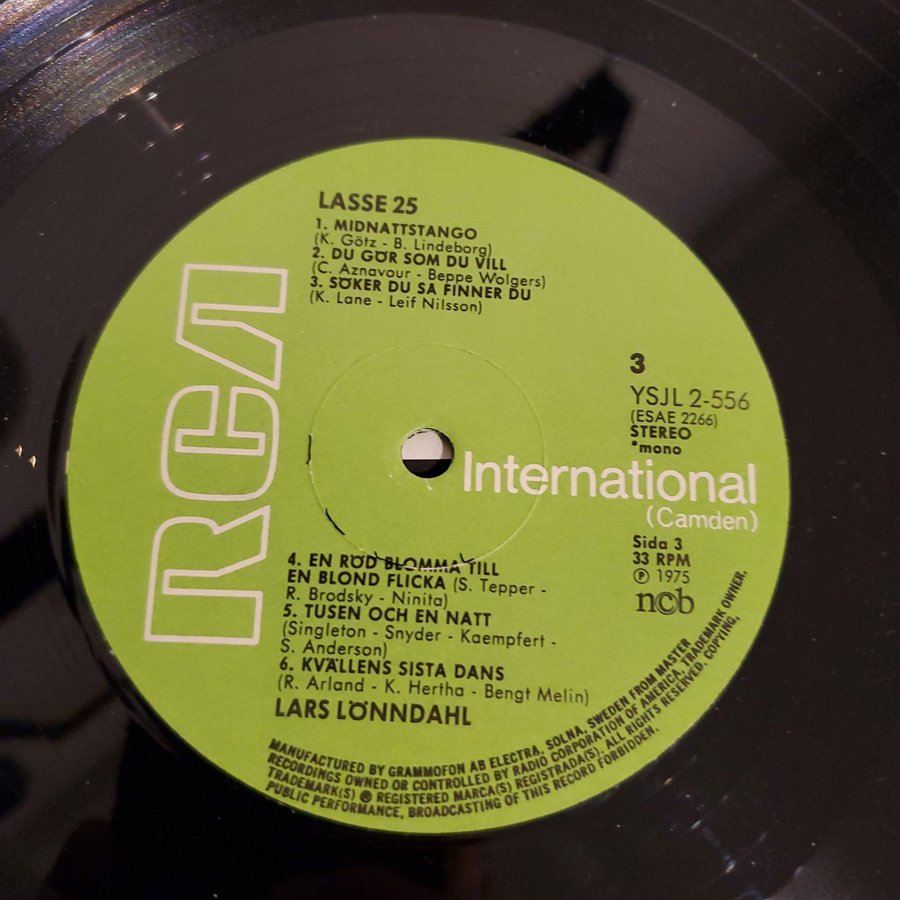 LASSE 25
1. MIDNATTSTANGO
(K. Götz - B. Lindeborg)
2. DU GÖR SOM DU VILL
(C. Aznavour - Beppe Wolgers)
3. SÖKER DU SÅ FINNER DU
(K. Lane - Leif Nilsson)
RCA
3
YSJL 2-556
(ESAE 2266)
STEREO
*mono
International
(Camden)
Sida 3
33 RPM
℗ 1975
ncb
4. EN RÖD BLOMMA TILL
EN BLOND FLICKA (S. Tepper -
R. Brodsky - Ninita)
5. TUSEN OCH EN NATT
(Singleton - Snyder - Kaempfert -
S. Anderson)
6. KVÄLLENS SISTA DANS
(R. Arland - K. Hertha - Bengt Melin)
LARS LÖNNDAHL
MANUFACTURED BY GRAMMOFON AB ELECTRA, SOLNA, SWEDEN FROM MASTER
RECORDINGS OWNED OR CONTROLLED BY RADIO CORPORATION OF AMERICA, TRADEMARK OWNER.
TRADEMARK(S) ® REGISTERED MARCA(S) REGISTRADA(S). ALL RIGHTS RESERVED. COPYING,
PUBLIC PERFORMANCE, BROADCASTING OF THIS RECORD FORBIDDEN.